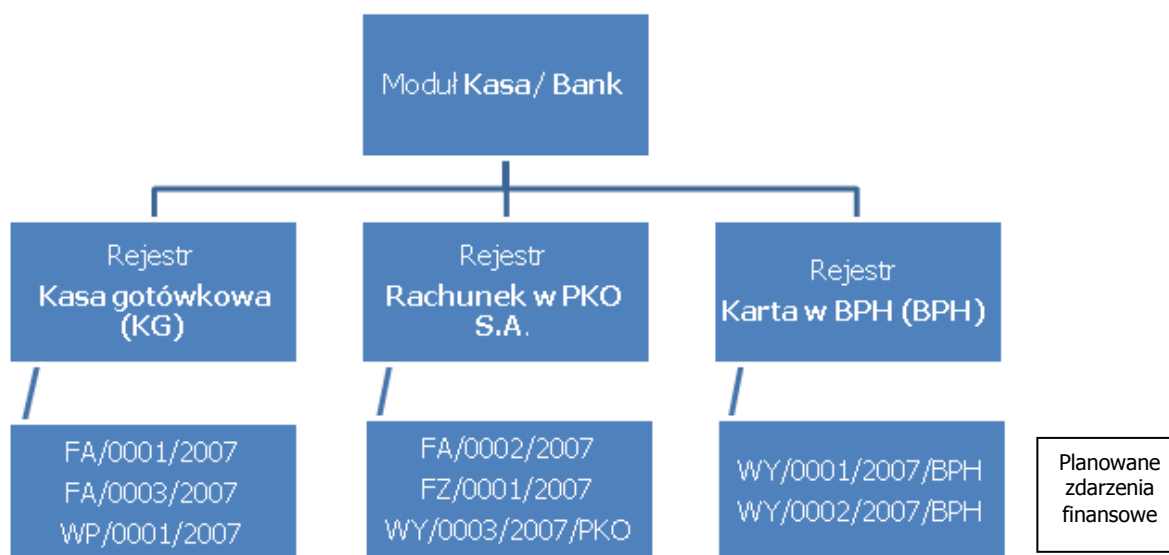 Moduł Kasa/ Bank
Rejestr
Kasa gotówkowa
(KG)
Rejestr
Rachunek w PKO
S.A.
Rejestr
Karta w BPH (BPH)
FA/0001/2007
FA/0003/2007
WP/0001/2007
FA/0002/2007
FZ/0001/2007
WY/0003/2007/PKO
WY/0001/2007/BPH
WY/0002/2007/BPH
Planowane
zdarzenia
finansowe